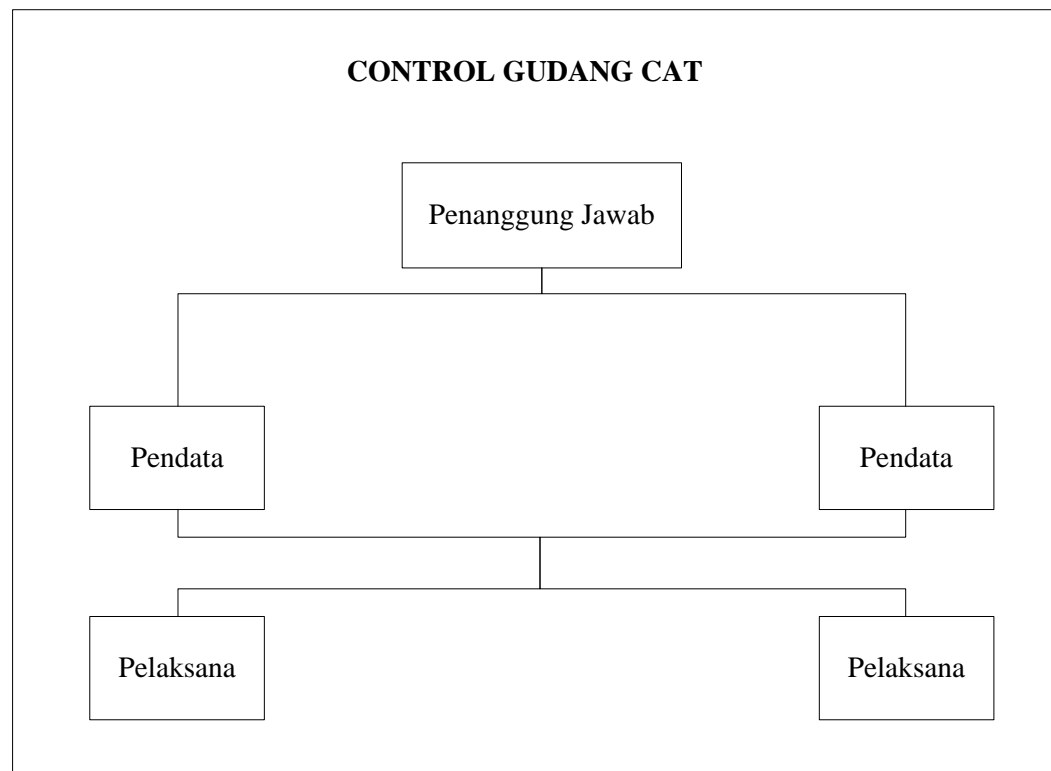 CONTROL GUDANG CAT
Penanggung Jawab
Pendata
Pendata
Pelaksana
Pelaksana